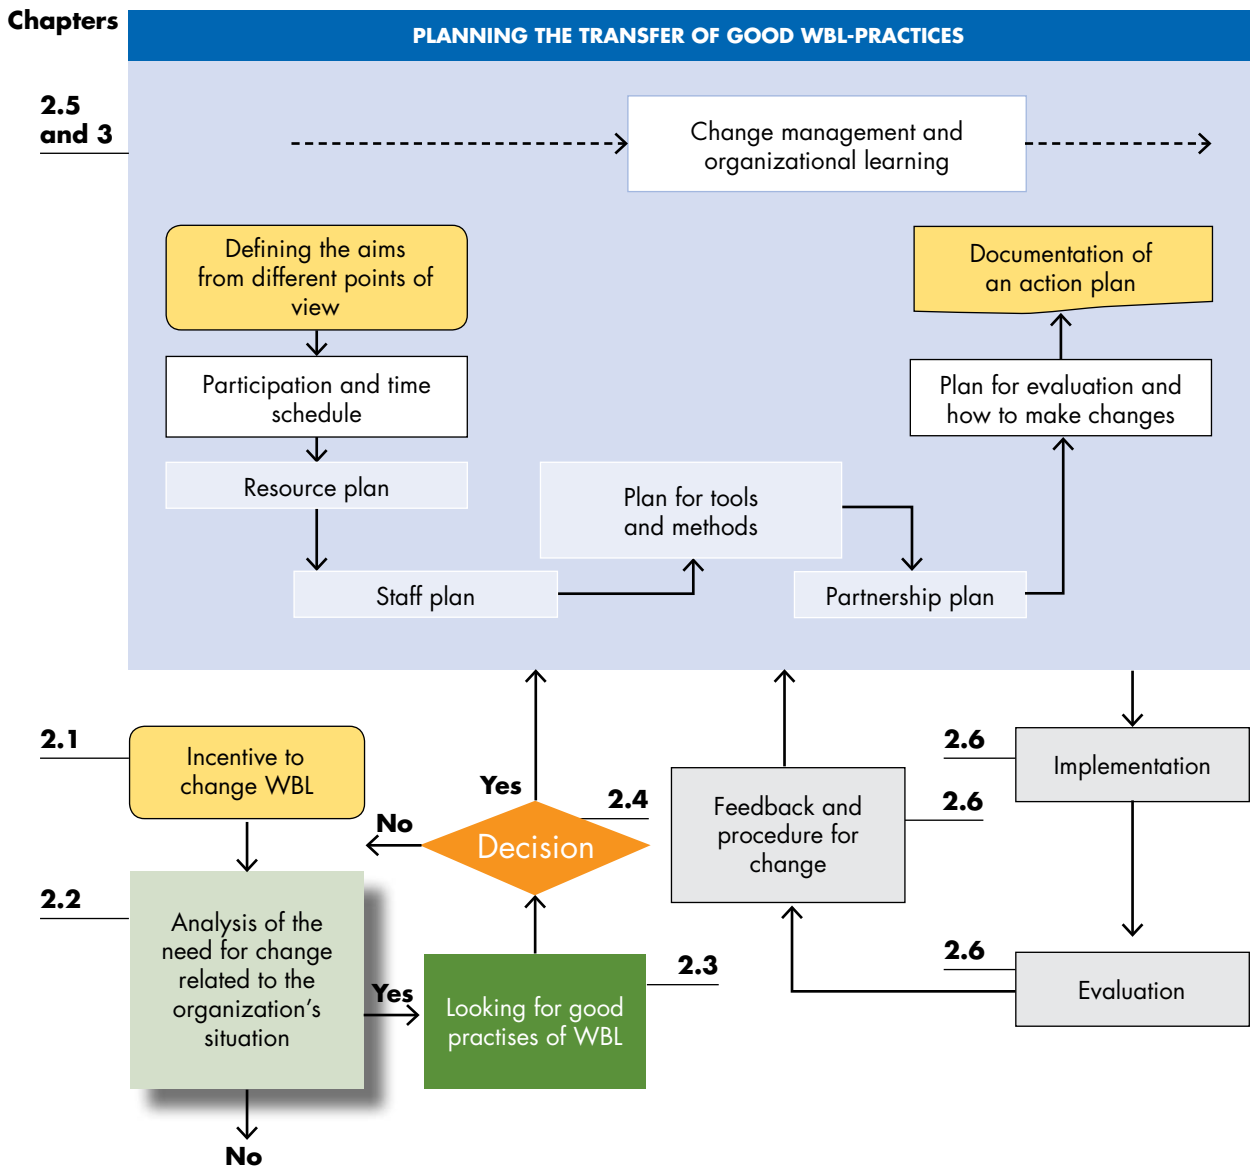 Chapters
PLANNING THE TRANSFER OF GOOD WBL-PRACTICES
2.5
and 3
Change management and
organizational learning
Defining the aims
from different points of
view
Documentation of
an action plan
Participation and time
schedule
Plan for evaluation and
how to make changes
Resource plan
Plan for tools
and methods
Staff plan
Partnership plan
2.1
Incentive to
change WBL
Yes
2.4
No
Decision
Feedback and
procedure for
change
2.6
2.6
Implementation
2.2
Analysis of the
need for change
related to the
organization's
situation
Yes
Looking for good
practises of WBL
2.3
2.6
Evaluation
No